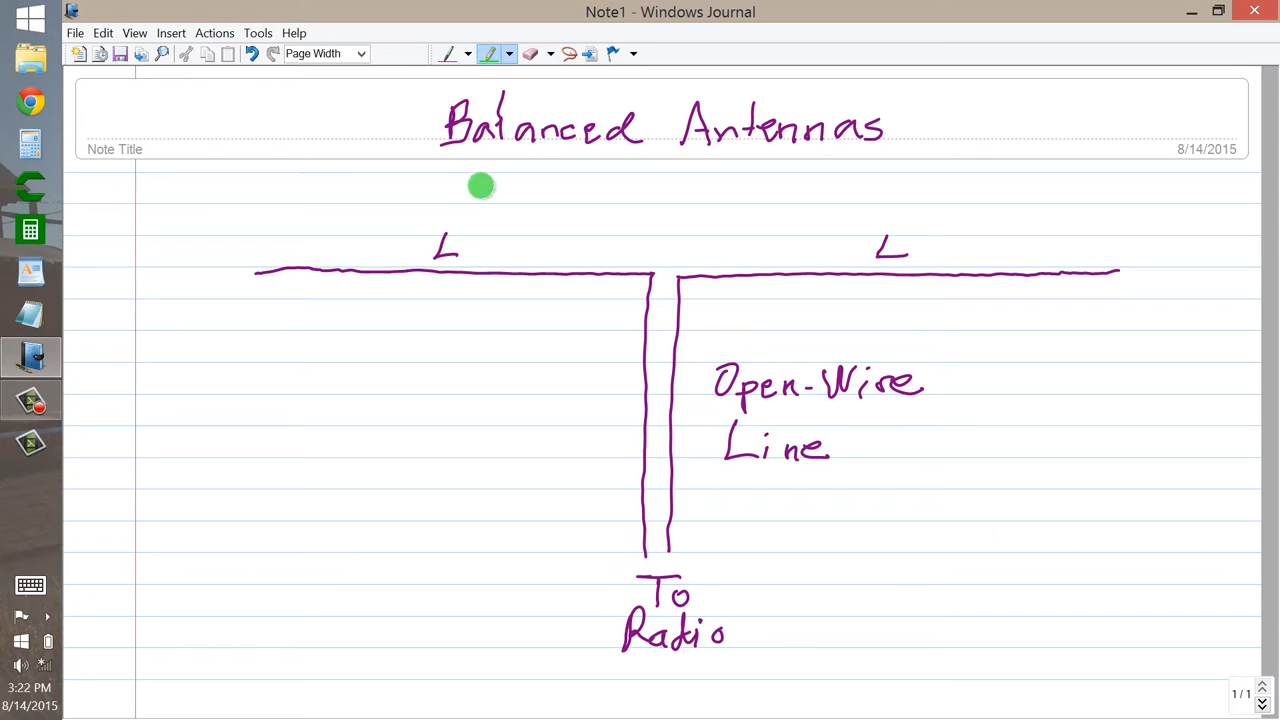 Note1 - Windows Journal
File Edit View Insert Actions Tools Help
Page Width
Balanced Antennas
Note Title
8/14/2015
L L
Open-Wire
Line
To
Radio
3:22 PM
8/14/2015
1 / 1